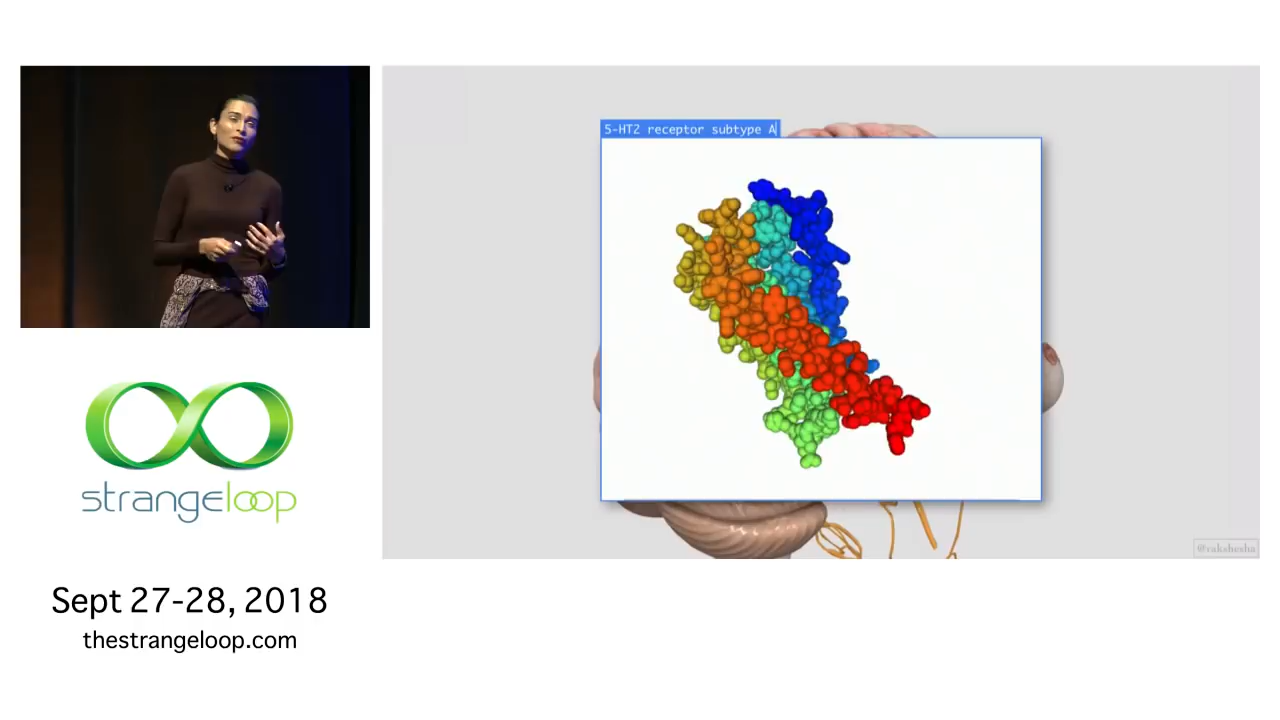 5-HT2 receptor subtype A
@rakshesha
strangeloop
Sept 27-28, 2018
thestrangeloop.com